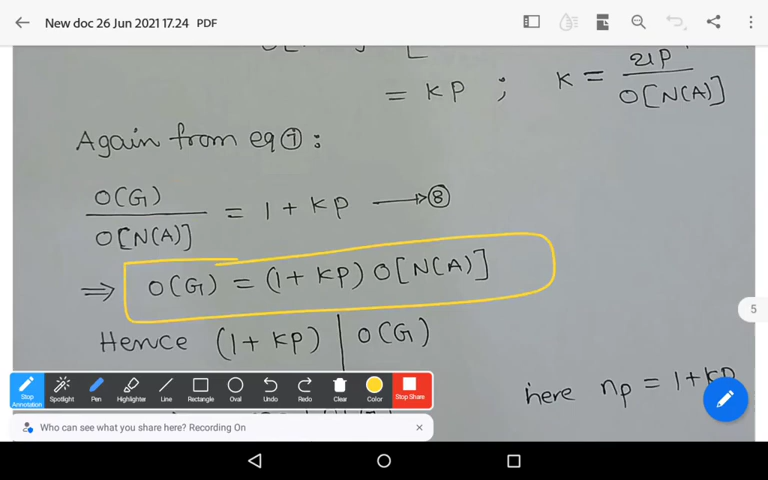 New doc 26 Jun 2021 17.24 PDF
= KP ; K = up / O[N(A)]
Again from eq ⑦ :
O(G) / O[N(A)] = 1 + KP → ⑧
⇒ O(G) = (1 + KP) O[N(A)]
Hence (1 + KP) | O(G)
here np = 1 + KP
5
Stop Annotation Spotlight Pen Highlighter Line Rectangle Oval Undo Redo Clear Color Stop Share
Who can see what you share here? Recording On